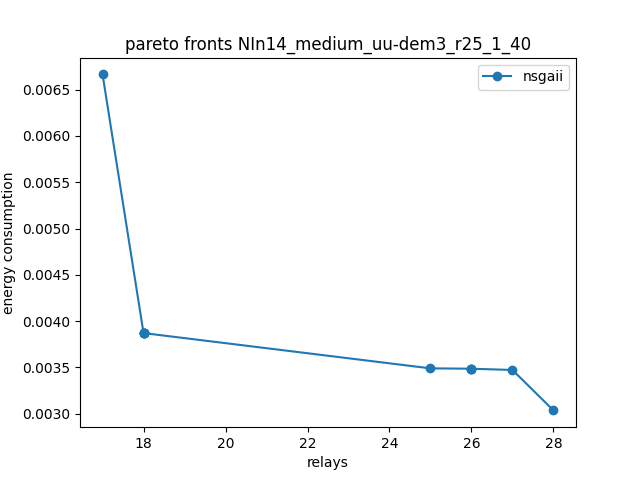 pareto fronts NIn14_medium_uu-dem3_r25_1_40
nsgaii
energy consumption
0.0065
0.0060
0.0055
0.0050
0.0045
0.0040
0.0035
0.0030
18 20 22 24 26 28
relays